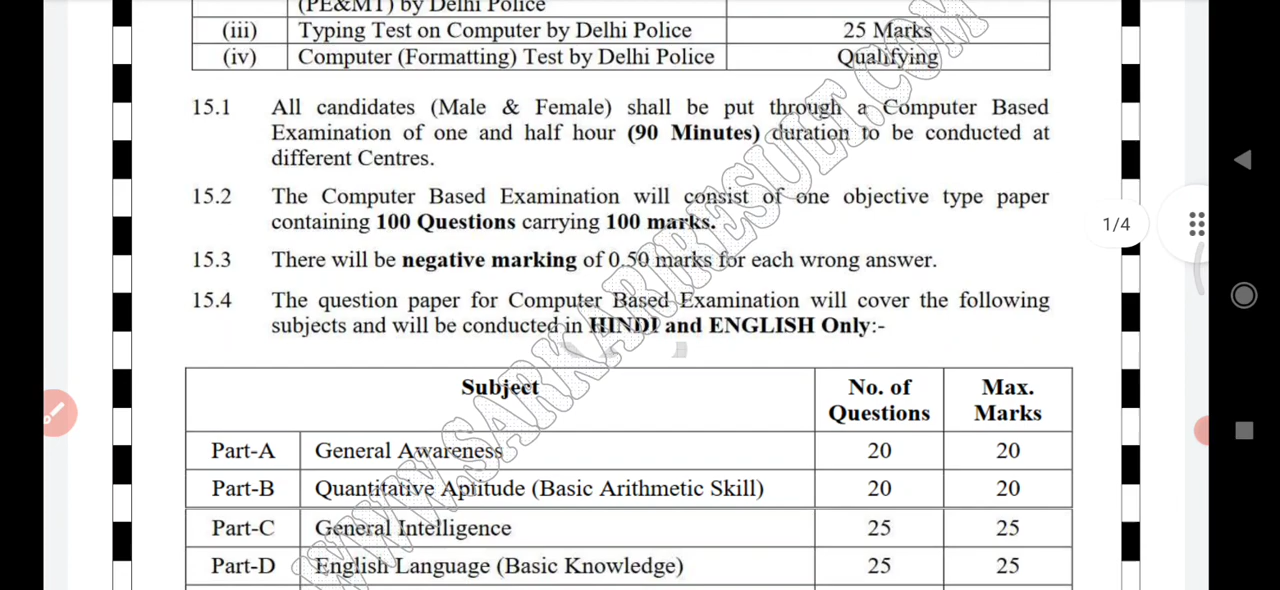 (PE&MT) by Delhi Police
(iii) Typing Test on Computer by Delhi Police 25 Marks
(iv) Computer (Formatting) Test by Delhi Police Qualifying
15.1 All candidates (Male & Female) shall be put through a Computer Based
Examination of one and half hour (90 Minutes) duration to be conducted at
different Centres.
15.2 The Computer Based Examination will consist of one objective type paper
containing 100 Questions carrying 100 marks.
15.3 There will be negative marking of 0.50 marks for each wrong answer.
15.4 The question paper for Computer Based Examination will cover the following
subjects and will be conducted in HINDI and ENGLISH Only:-
Subject No. of Max.
Questions Marks
Part-A General Awareness 20 20
Part-B Quantitative Aptitude (Basic Arithmetic Skill) 20 20
Part-C General Intelligence 25 25
Part-D English Language (Basic Knowledge) 25 25
WWW.SARKARIRESULT.COM
1/4